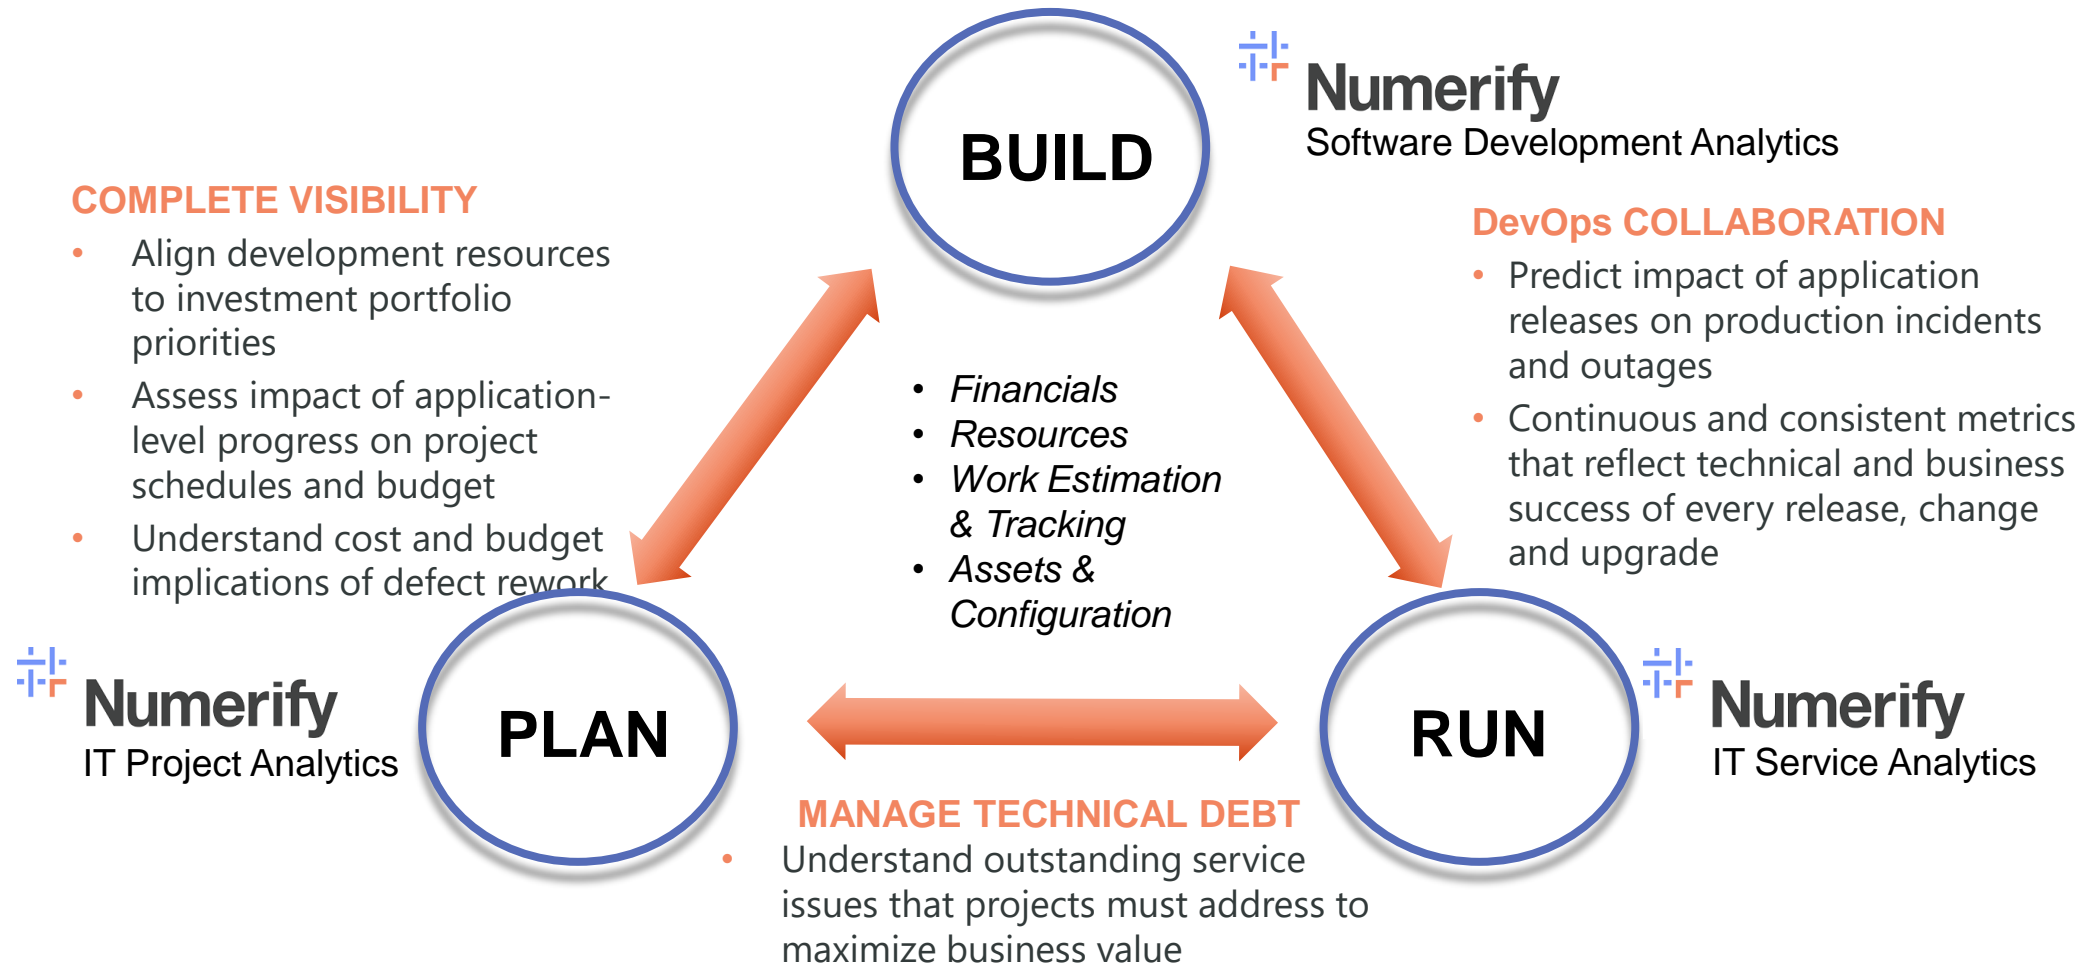 BUILD
Numerify
Software Development Analytics
COMPLETE VISIBILITY
• Align development resources
to investment portfolio
priorities
• Assess impact of application-
level progress on project
schedules and budget
• Understand cost and budget
implications of defect rework
DevOps COLLABORATION
• Predict impact of application
releases on production incidents
and outages
• Continuous and consistent metrics
that reflect technical and business
success of every release, change
and upgrade
• Financials
• Resources
• Work Estimation
& Tracking
• Assets &
Configuration
Numerify
IT Project Analytics
PLAN
RUN
Numerify
IT Service Analytics
MANAGE TECHNICAL DEBT
• Understand outstanding service
issues that projects must address to
maximize business value